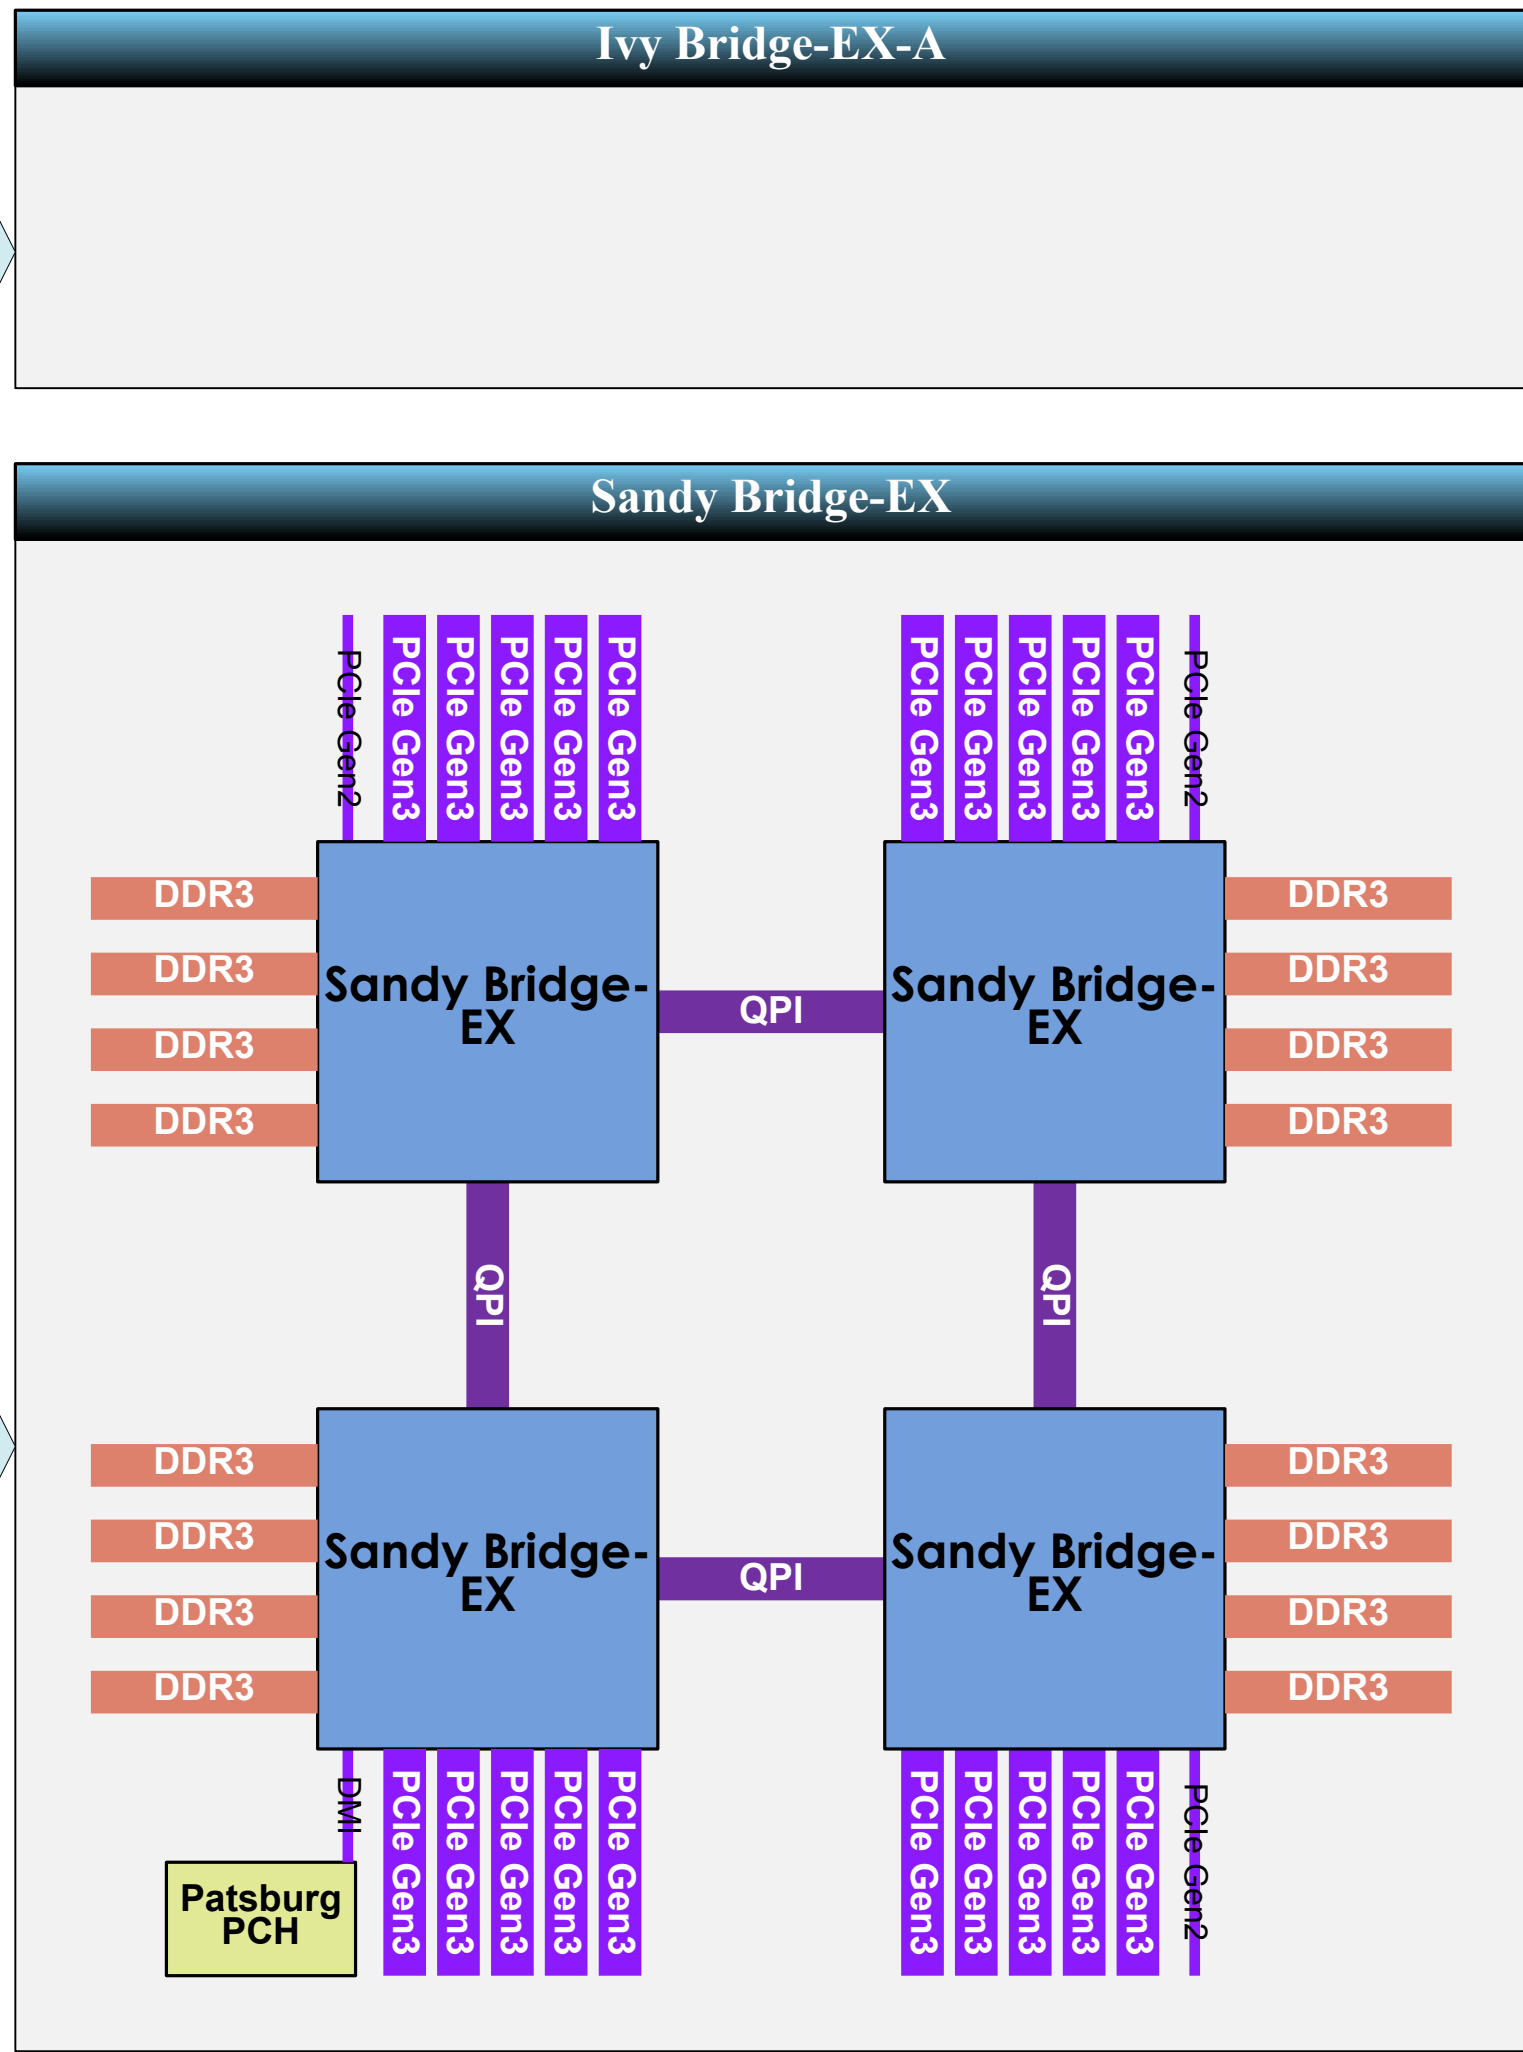 Ivy Bridge-EX-A
Sandy Bridge-EX
PCIe Gen2
PCIe Gen3
PCIe Gen3
PCIe Gen3
PCIe Gen3
PCIe Gen3
PCIe Gen3
PCIe Gen3
PCIe Gen3
PCIe Gen3
PCIe Gen3
PCIe Gen2
DDR3
DDR3
DDR3
DDR3
Sandy Bridge-
EX
QPI
Sandy Bridge-
EX
DDR3
DDR3
DDR3
DDR3
QPI
QPI
DDR3
DDR3
DDR3
DDR3
Sandy Bridge-
EX
QPI
Sandy Bridge-
EX
DDR3
DDR3
DDR3
DDR3
DMI
PCIe Gen3
PCIe Gen3
PCIe Gen3
PCIe Gen3
PCIe Gen3
PCIe Gen3
PCIe Gen3
PCIe Gen3
PCIe Gen3
PCIe Gen3
PCIe Gen2
Patsburg
PCH